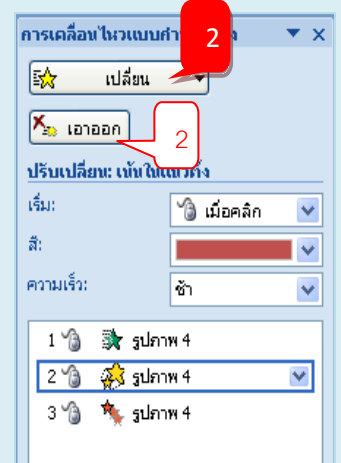 การเคลื่อนไหวแบบกำ
2
เปลี่ยน
เอาออก
2
ปรับเปลี่ยน: เน้นในแนวตั้ง
เริ่ม: เมื่อคลิก
สี:
ความเร็ว: ช้า
1 รูปภาพ 4
2 รูปภาพ 4
3 รูปภาพ 4